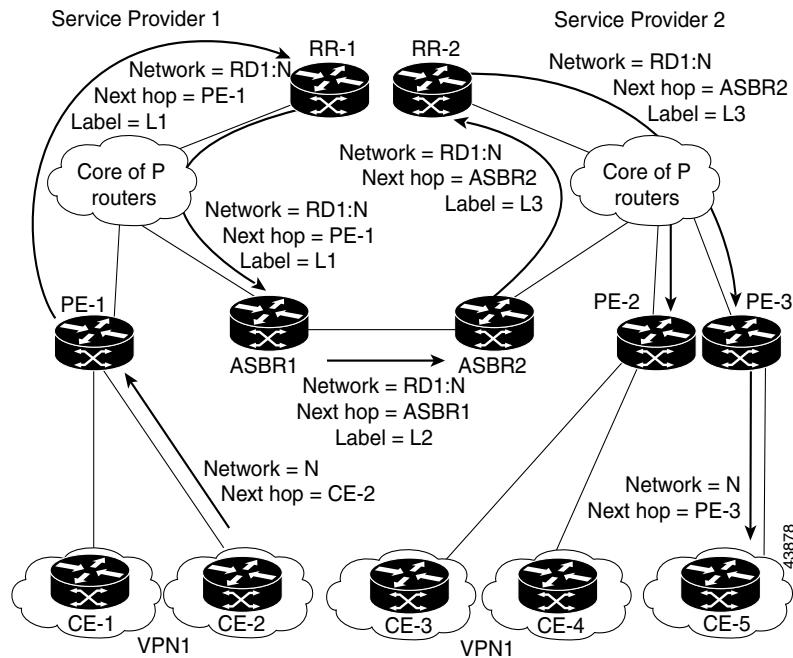 Service Provider 1
Service Provider 2
RR-1
RR-2
Network = RD1:N
Next hop = PE-1
Label = L1
Network = RD1:N
Next hop = ASBR2
Label = L3
Core of P
routers
Network = RD1:N
Next hop = ASBR2
Label = L3
Core of P
routers
Network = RD1:N
Next hop = PE-1
Label = L1
PE-1
PE-2
PE-3
ASBR1
ASBR2
Network = RD1:N
Next hop = ASBR1
Label = L2
Network = N
Next hop = CE-2
Network = N
Next hop = PE-3
43878
CE-1
CE-2
CE-3
CE-4
CE-5
VPN1
VPN1